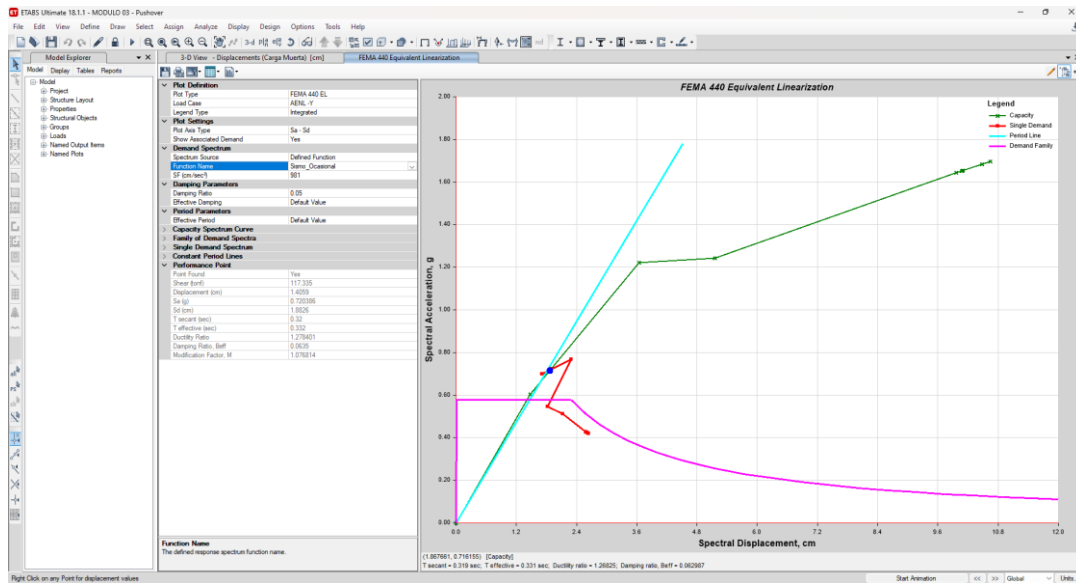 ETABS Ultimate 18.1.1 - MODULO 03 - Pushover
File Edit View Define Draw Select Assign Analyze Display Design Options Tools Help
Model Explorer
3-D View - Displacements (Carga Muerta) [cm]
FEMA 440 Equivalent Linearization
Model Display Tables Reports
Model
Project
Structure Layout
Properties
Structural Objects
Groups
Loads
Named Output Items
Named Plots
Plot Definition
Plot Type FEMA 440 EL
Load Case AENL -Y
Legend Type Integrated
Plot Settings
Plot Axis Type Sa - Sd
Show Associated Demand Yes
Demand Spectrum
Spectrum Source Defined Function
Function Name Sismo_Ocasional
SF (cm/sec²) 981
Damping Parameters
Damping Ratio 0.05
Effective Damping Default Value
Period Parameters
Effective Period Default Value
Capacity Spectrum Curve
Family of Demand Spectra
Single Demand Spectrum
Constant Period Lines
Performance Point
Point Found Yes
Shear (tonf) 117.335
Displacement (cm) 1.4059
Sa (g) 0.720386
Sd (cm) 1.8826
T secant (sec) 0.32
T effective (sec) 0.332
Ductility Ratio 1.278401
Damping Ratio, Beff 0.0635
Modification Factor, M 1.076814
Function Name
The defined response spectrum function name.
FEMA 440 Equivalent Linearization
Legend
Capacity
Single Demand
Period Line
Demand Family
Spectral Acceleration, g
2.00
1.80
1.60
1.40
1.20
1.00
0.80
0.60
0.40
0.20
0.00
0.0 1.2 2.4 3.6 4.8 6.0 7.2 8.4 9.6 10.8 12.0
Spectral Displacement, cm
(1.867661, 0.716155) [Capacity]
T secant = 0.319 sec; T effective = 0.331 sec; Ductility ratio = 1.26825; Damping ratio, Beff = 0.062987
Right Click on any Point for displacement values
Start Animation << >> Global Units.